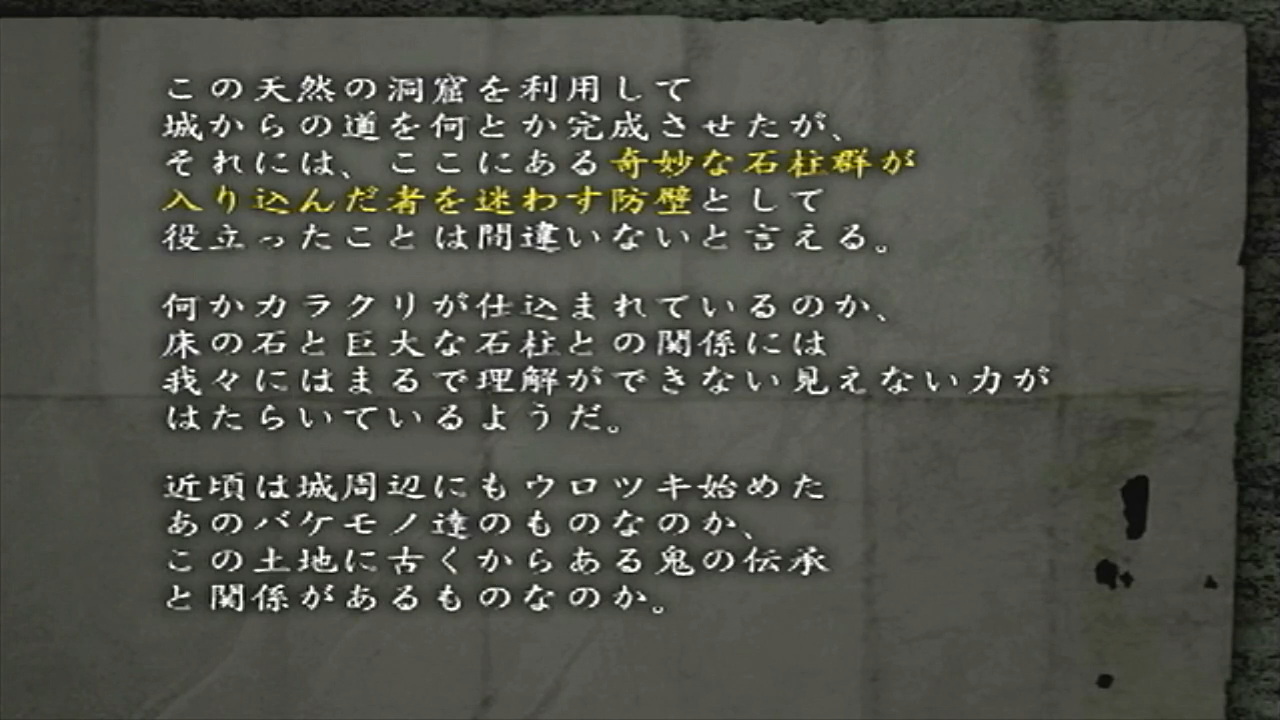 この天然の洞窟を利用して
城からの道を何とか完成させたが、
それには、ここにある奇妙な石柱群が
入り込んだ者を迷わす防壁として
役立ったことは間違いないと言える。
何かカラクリが仕込まれているのか、
床の石と巨大な石柱との関係には
我々にはまるで理解ができない見えない力が
はたらいているようだ。
近頃は城周辺にもウロツキ始めた
あのバケモノ達のものなのか、
この土地に古くからある鬼の伝承
と関係があるものなのか。